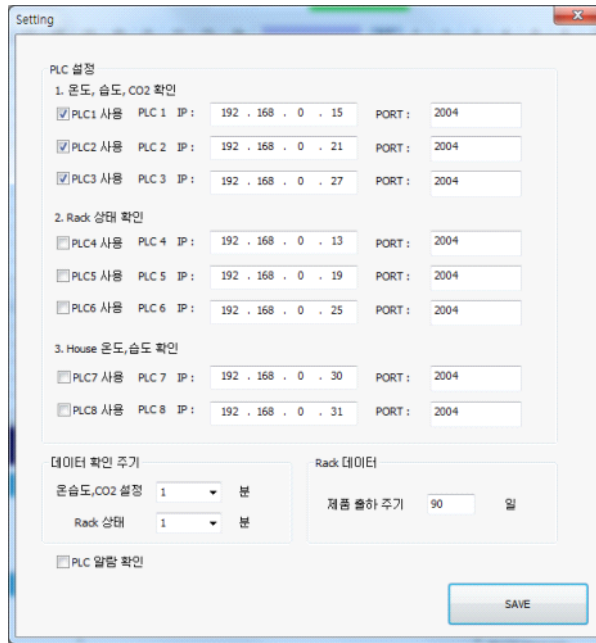 Setting
PLC 설정
1. 온도, 습도, CO2 확인
PLC1 사용 PLC 1 IP : 192 . 168 . 0 . 15 PORT : 2004
PLC2 사용 PLC 2 IP : 192 . 168 . 0 . 21 PORT : 2004
PLC3 사용 PLC 3 IP : 192 . 168 . 0 . 27 PORT : 2004
2. Rack 상태 확인
PLC4 사용 PLC 4 IP : 192 . 168 . 0 . 13 PORT : 2004
PLC5 사용 PLC 5 IP : 192 . 168 . 0 . 19 PORT : 2004
PLC6 사용 PLC 6 IP : 192 . 168 . 0 . 25 PORT : 2004
3. House 온도,습도 확인
PLC7 사용 PLC 7 IP : 192 . 168 . 0 . 30 PORT : 2004
PLC8 사용 PLC 8 IP : 192 . 168 . 0 . 31 PORT : 2004
데이터 확인 주기
온습도,CO2 설정 1 분
Rack 상태 1 분
Rack 데이터
제품 출하 주기 90 일
PLC 알람 확인
SAVE